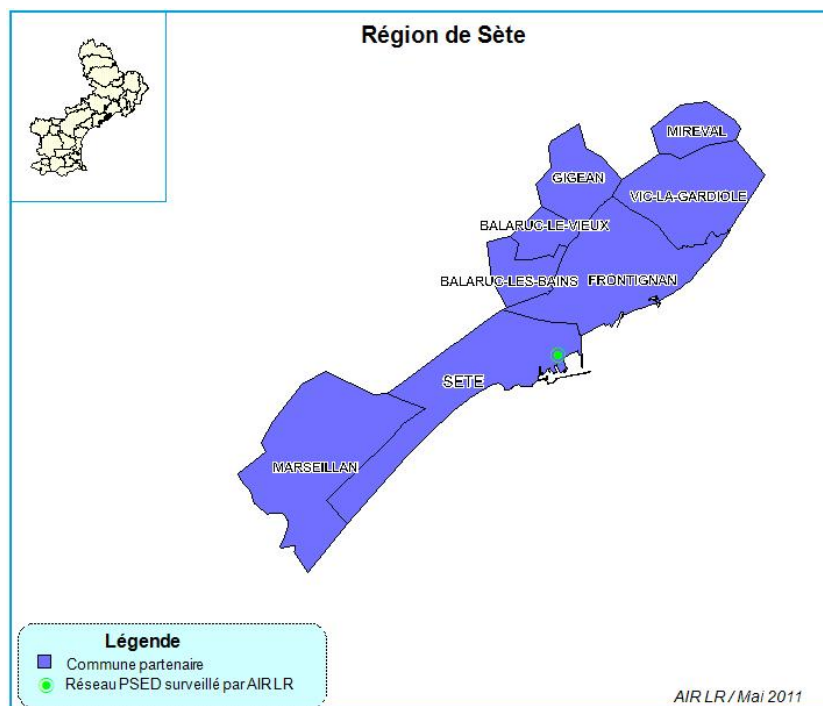 Région de Sète
MIREVAL
GIGEAN
VIC-LA-GARDIOLE
BALARUC-LE-VIEUX
BALARUC-LES-BAINS
FRONTIGNAN
SETE
MARSEILLAN
Légende
Commune partenaire
Réseau PSED surveillé par AIR LR
AIR LR / Mai 2011